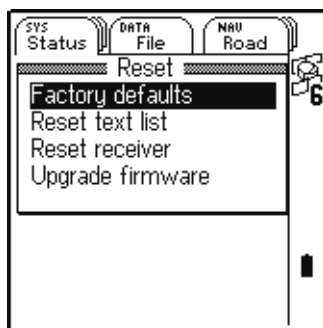 SYS DATA NAV
Status File Road
Reset
Factory defaults
Reset text list
Reset receiver
Upgrade firmware
6